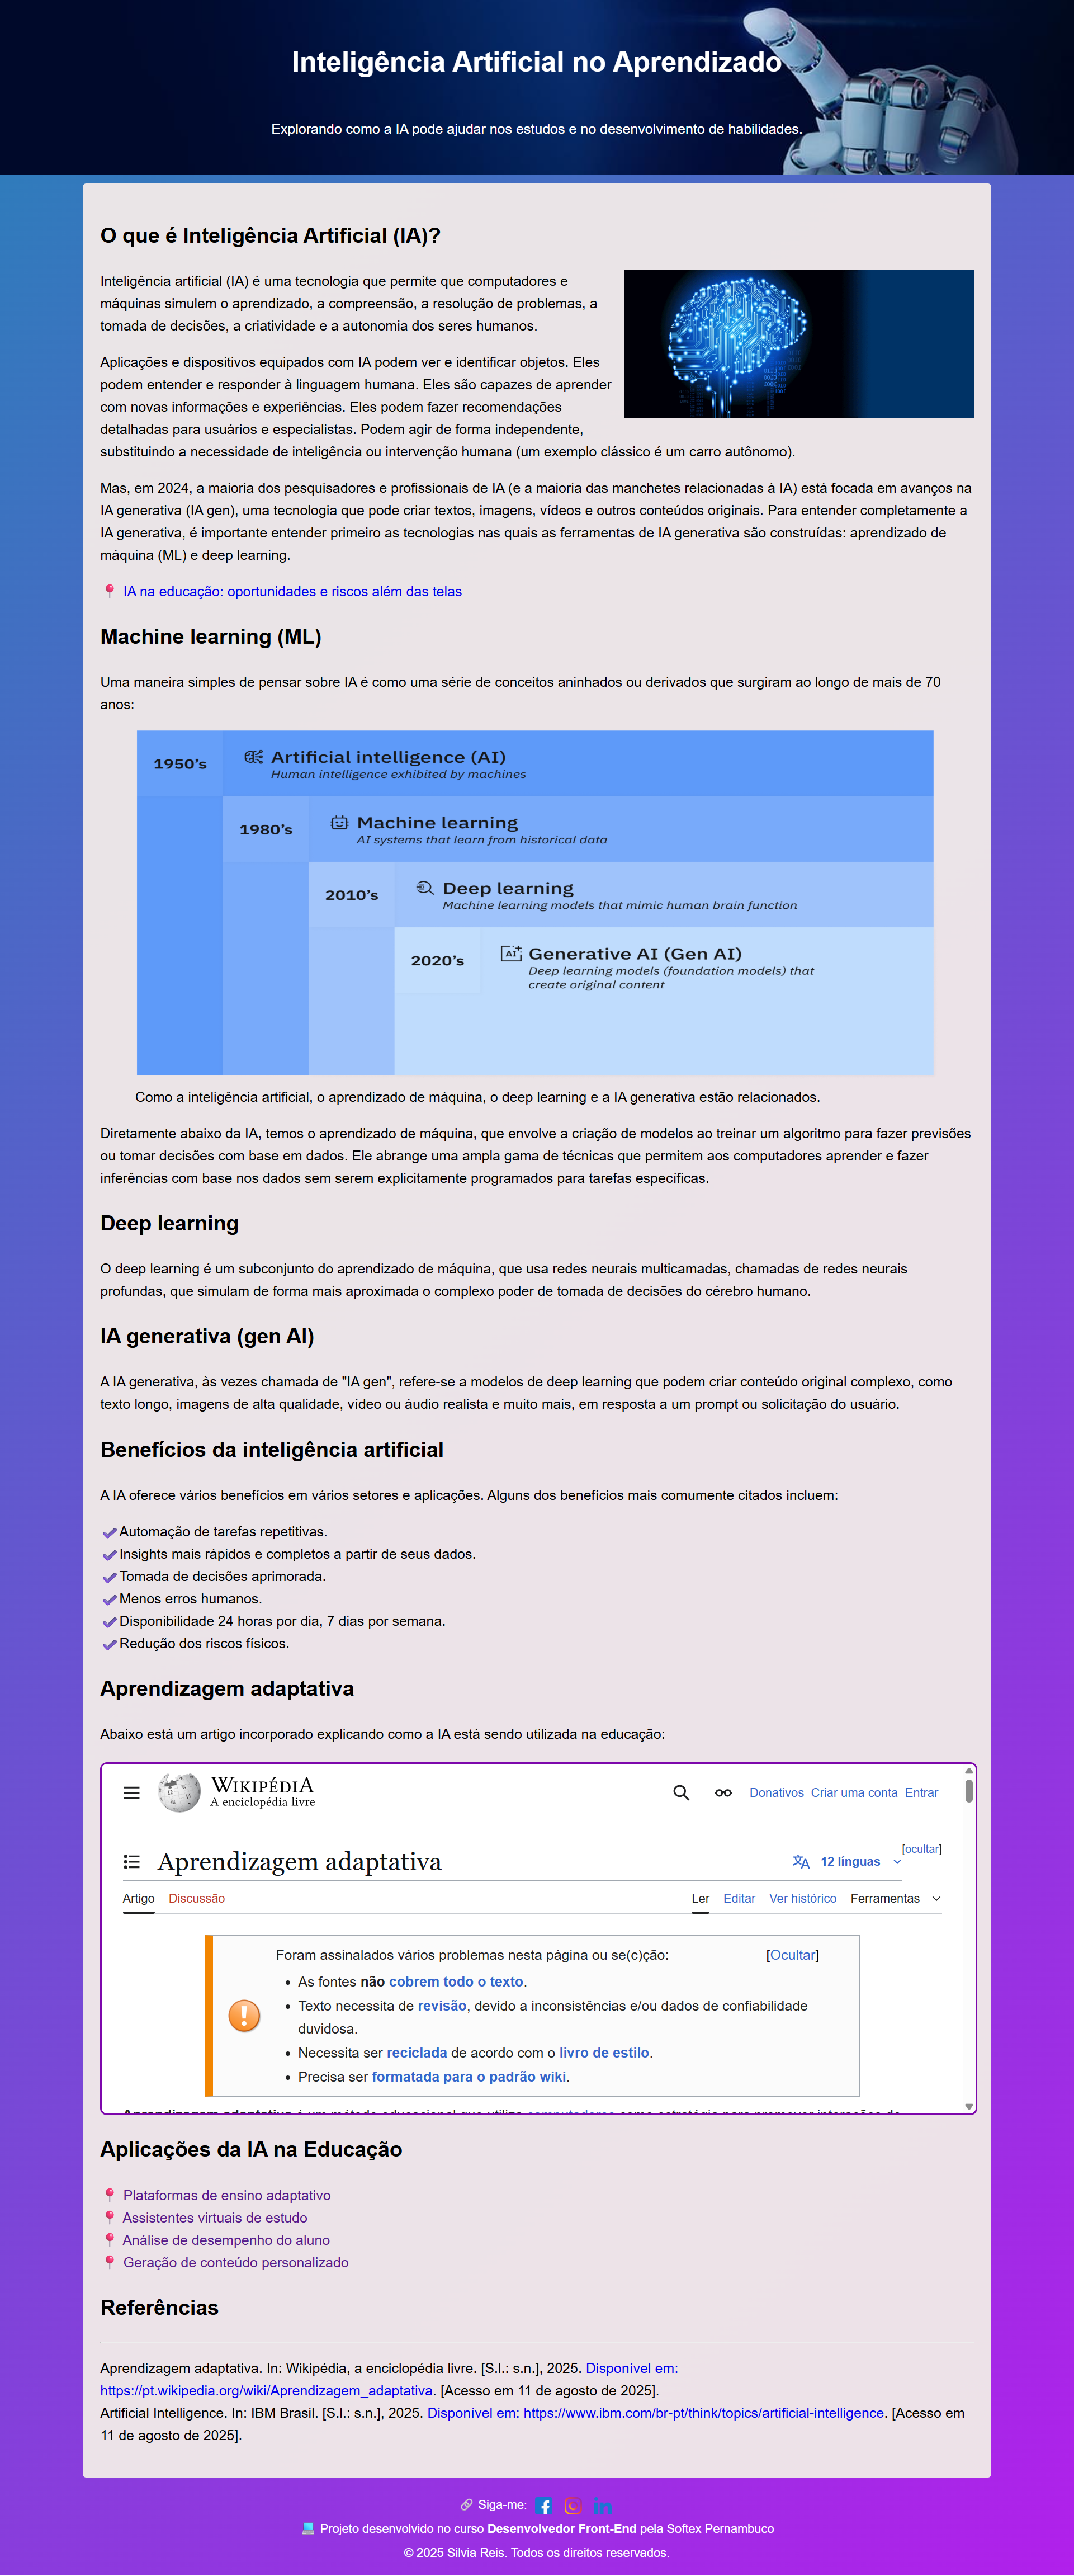 Inteligência Artificial no Aprendizado
Explorando como a IA pode ajudar nos estudos e no desenvolvimento de habilidades.
O que é Inteligência Artificial (IA)?
Inteligência artificial (IA) é uma tecnologia que permite que computadores e
máquinas simulem o aprendizado, a compreensão, a resolução de problemas, a
tomada de decisões, a criatividade e a autonomia dos seres humanos.
Aplicações e dispositivos equipados com IA podem ver e identificar objetos. Eles
podem entender e responder à linguagem humana. Eles são capazes de aprender
com novas informações e experiências. Eles podem fazer recomendações
detalhadas para usuários e especialistas. Podem agir de forma independente,
substituindo a necessidade de inteligência ou intervenção humana (um exemplo clássico é um carro autônomo).
Mas, em 2024, a maioria dos pesquisadores e profissionais de IA (e a maioria das manchetes relacionadas à IA) está focada em avanços na
IA generativa (IA gen), uma tecnologia que pode criar textos, imagens, vídeos e outros conteúdos originais. Para entender completamente a
IA generativa, é importante entender primeiro as tecnologias nas quais as ferramentas de IA generativa são construídas: aprendizado de
máquina (ML) e deep learning.
📍 IA na educação: oportunidades e riscos além das telas
Machine learning (ML)
Uma maneira simples de pensar sobre IA é como uma série de conceitos aninhados ou derivados que surgiram ao longo de mais de 70
anos:
1950's
Artificial intelligence (AI)
Human intelligence exhibited by machines
1980's
Machine learning
AI systems that learn from historical data
2010's
Deep learning
Machine learning models that mimic human brain function
2020's
Generative AI (Gen AI)
Deep learning models (foundation models) that
create original content
Como a inteligência artificial, o aprendizado de máquina, o deep learning e a IA generativa estão relacionados.
Diretamente abaixo da IA, temos o aprendizado de máquina, que envolve a criação de modelos ao treinar um algoritmo para fazer previsões
ou tomar decisões com base em dados. Ele abrange uma ampla gama de técnicas que permitem aos computadores aprender e fazer
inferências com base nos dados sem serem explicitamente programados para tarefas específicas.
Deep learning
O deep learning é um subconjunto do aprendizado de máquina, que usa redes neurais multicamadas, chamadas de redes neurais
profundas, que simulam de forma mais aproximada o complexo poder de tomada de decisões do cérebro humano.
IA generativa (gen AI)
A IA generativa, às vezes chamada de "IA gen", refere-se a modelos de deep learning que podem criar conteúdo original complexo, como
texto longo, imagens de alta qualidade, vídeo ou áudio realista e muito mais, em resposta a um prompt ou solicitação do usuário.
Benefícios da inteligência artificial
A IA oferece vários benefícios em vários setores e aplicações. Alguns dos benefícios mais comumente citados incluem:
✔ Automação de tarefas repetitivas.
✔ Insights mais rápidos e completos a partir de seus dados.
✔ Tomada de decisões aprimorada.
✔ Menos erros humanos.
✔ Disponibilidade 24 horas por dia, 7 dias por semana.
✔ Redução dos riscos físicos.
Aprendizagem adaptativa
Abaixo está um artigo incorporado explicando como a IA está sendo utilizada na educação:
WIKIPÉDIA
A enciclopédia livre
Donativos Criar uma conta Entrar
[ocultar]
Aprendizagem adaptativa
12 línguas
Artigo Discussão Ler Editar Ver histórico Ferramentas
Foram assinalados vários problemas nesta página ou se(c)ção: [Ocultar]
• As fontes não cobrem todo o texto.
• Texto necessita de revisão, devido a inconsistências e/ou dados de confiabilidade
duvidosa.
• Necessita ser reciclada de acordo com o livro de estilo.
• Precisa ser formatada para o padrão wiki.
Aprendizagem adaptativa é um método educacional que utiliza computadores como estratégia para promover interações de
Aplicações da IA na Educação
📍 Plataformas de ensino adaptativo
📍 Assistentes virtuais de estudo
📍 Análise de desempenho do aluno
📍 Geração de conteúdo personalizado
Referências
Aprendizagem adaptativa. In: Wikipédia, a enciclopédia livre. [S.l.: s.n.], 2025. Disponível em:
https://pt.wikipedia.org/wiki/Aprendizagem_adaptativa. [Acesso em 11 de agosto de 2025].
Artificial Intelligence. In: IBM Brasil. [S.l.: s.n.], 2025. Disponível em: https://www.ibm.com/br-pt/think/topics/artificial-intelligence. [Acesso em
11 de agosto de 2025].
🔗 Siga-me:
💻 Projeto desenvolvido no curso Desenvolvedor Front-End pela Softex Pernambuco
© 2025 Silvia Reis. Todos os direitos reservados.